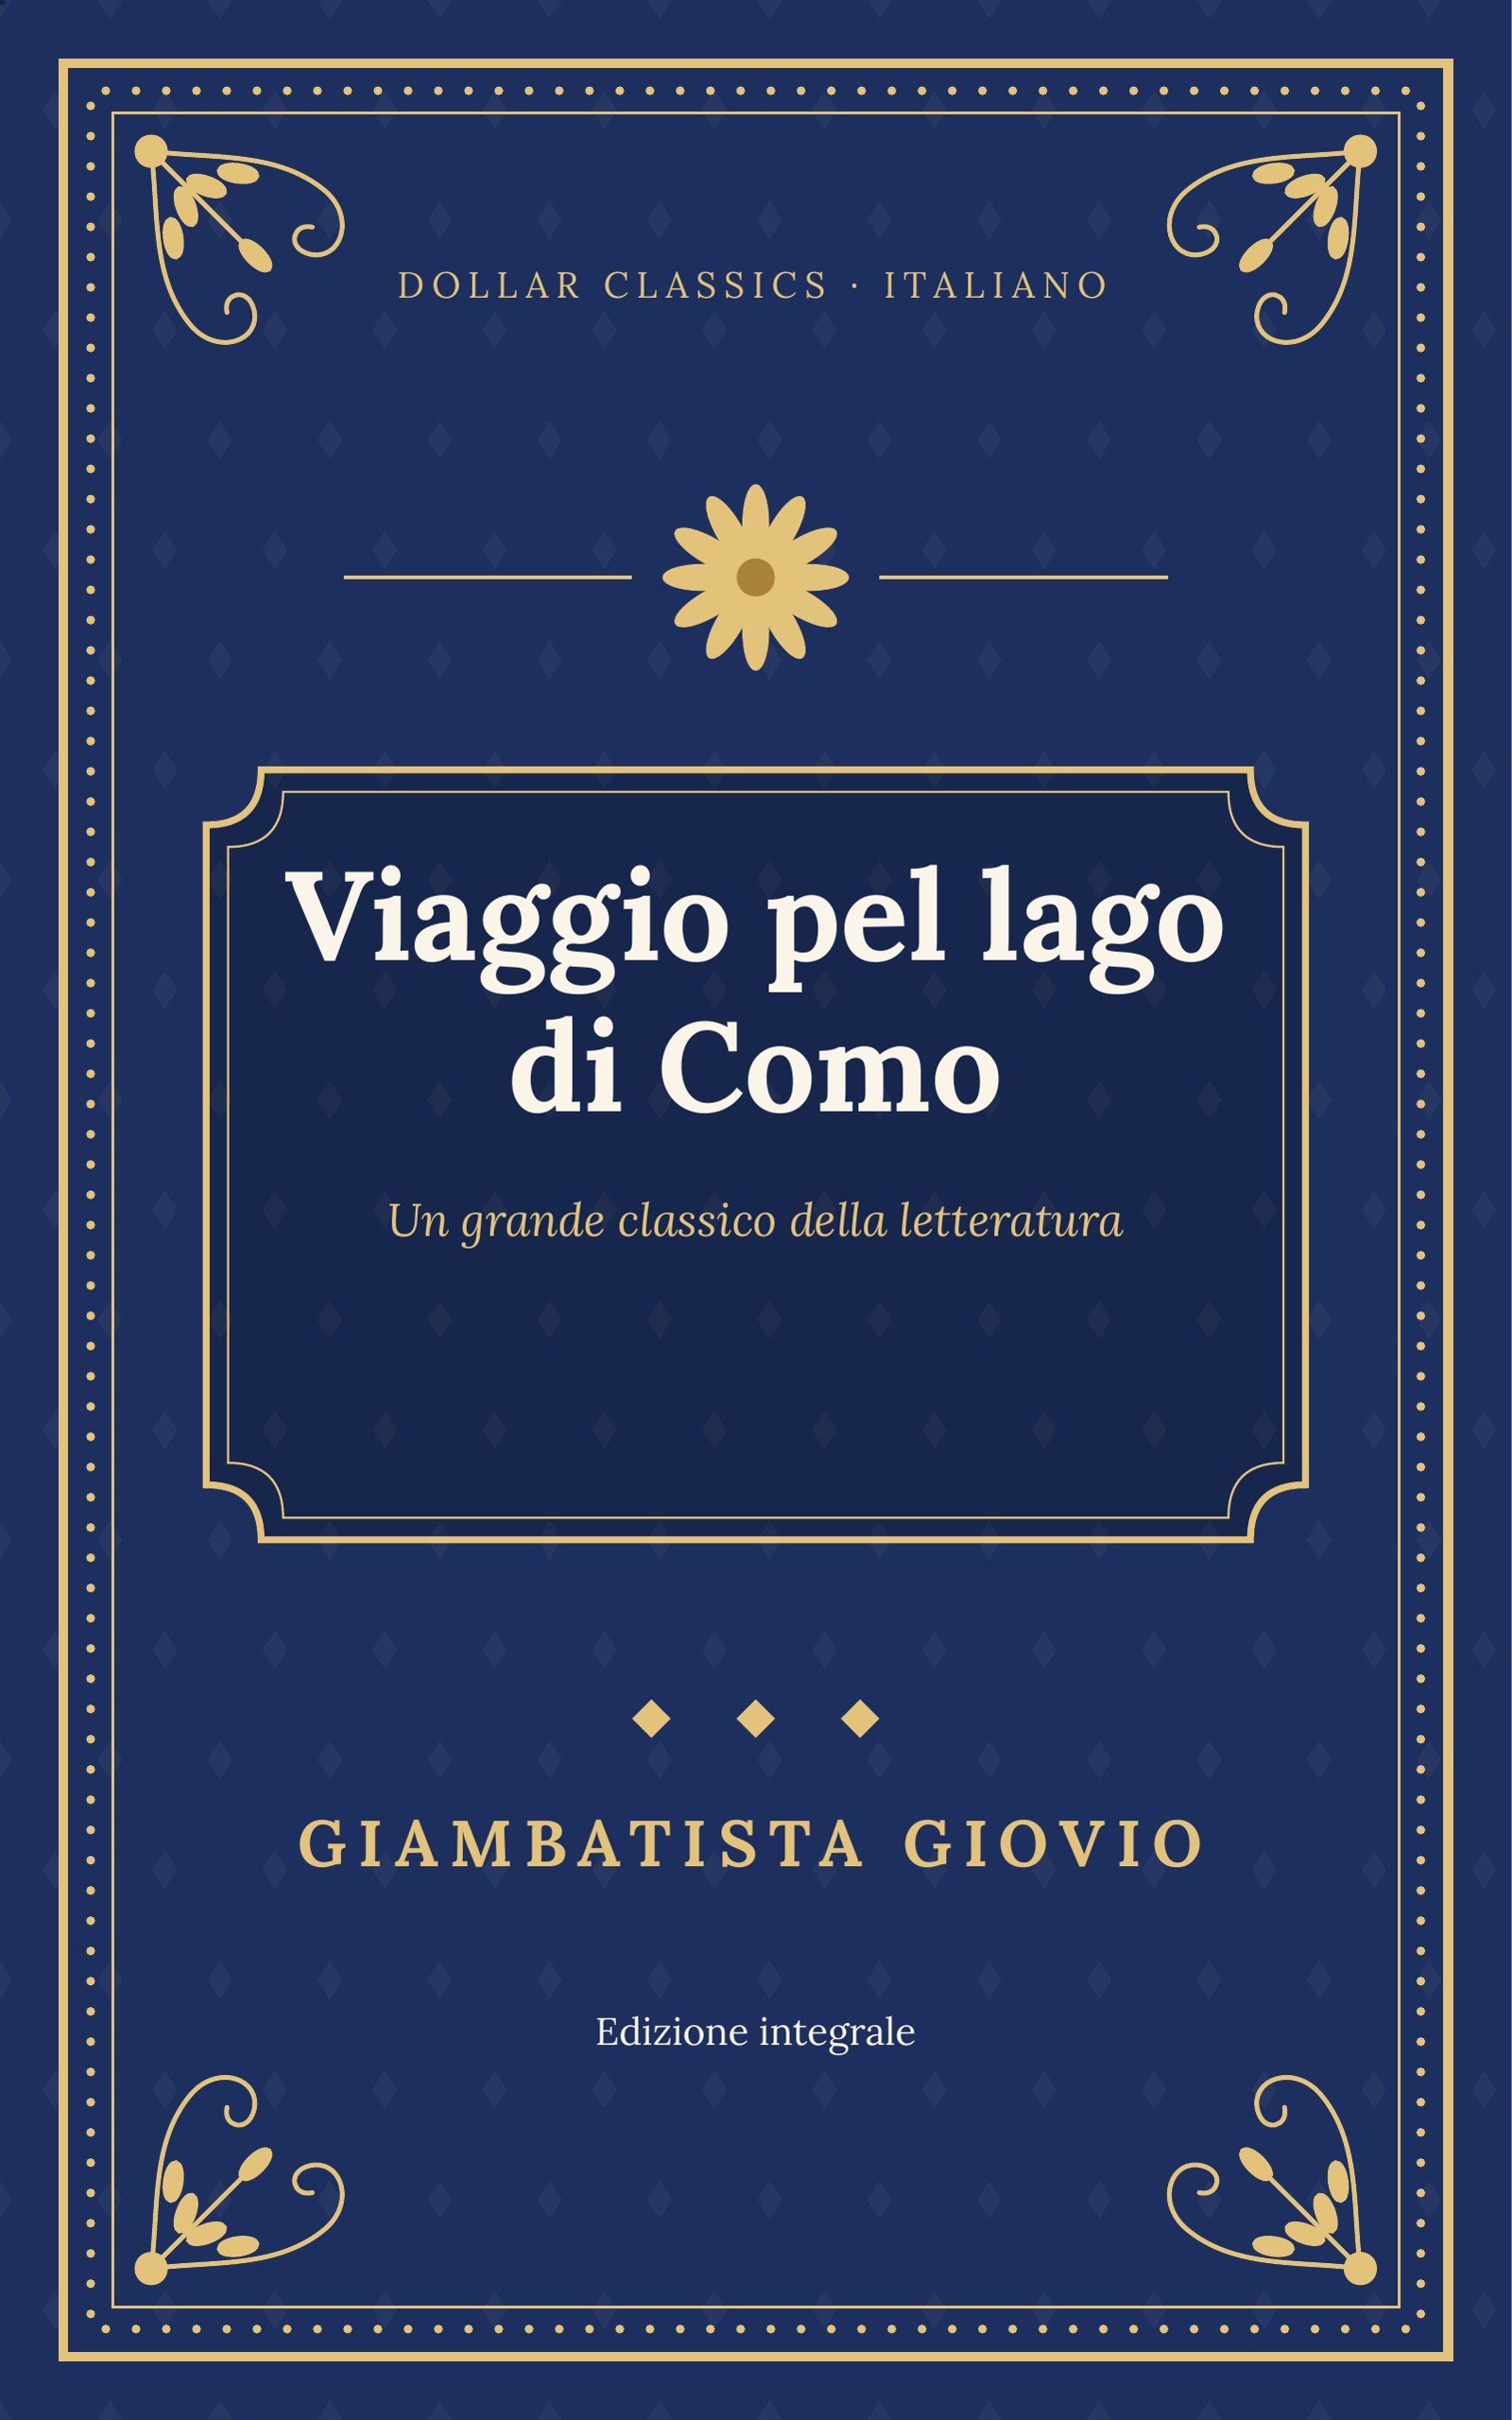 DOLLAR CLASSICS · ITALIANO
Viaggio pel lago
di Como
Un grande classico della letteratura
GIAMBATISTA GIOVIO
Edizione integrale